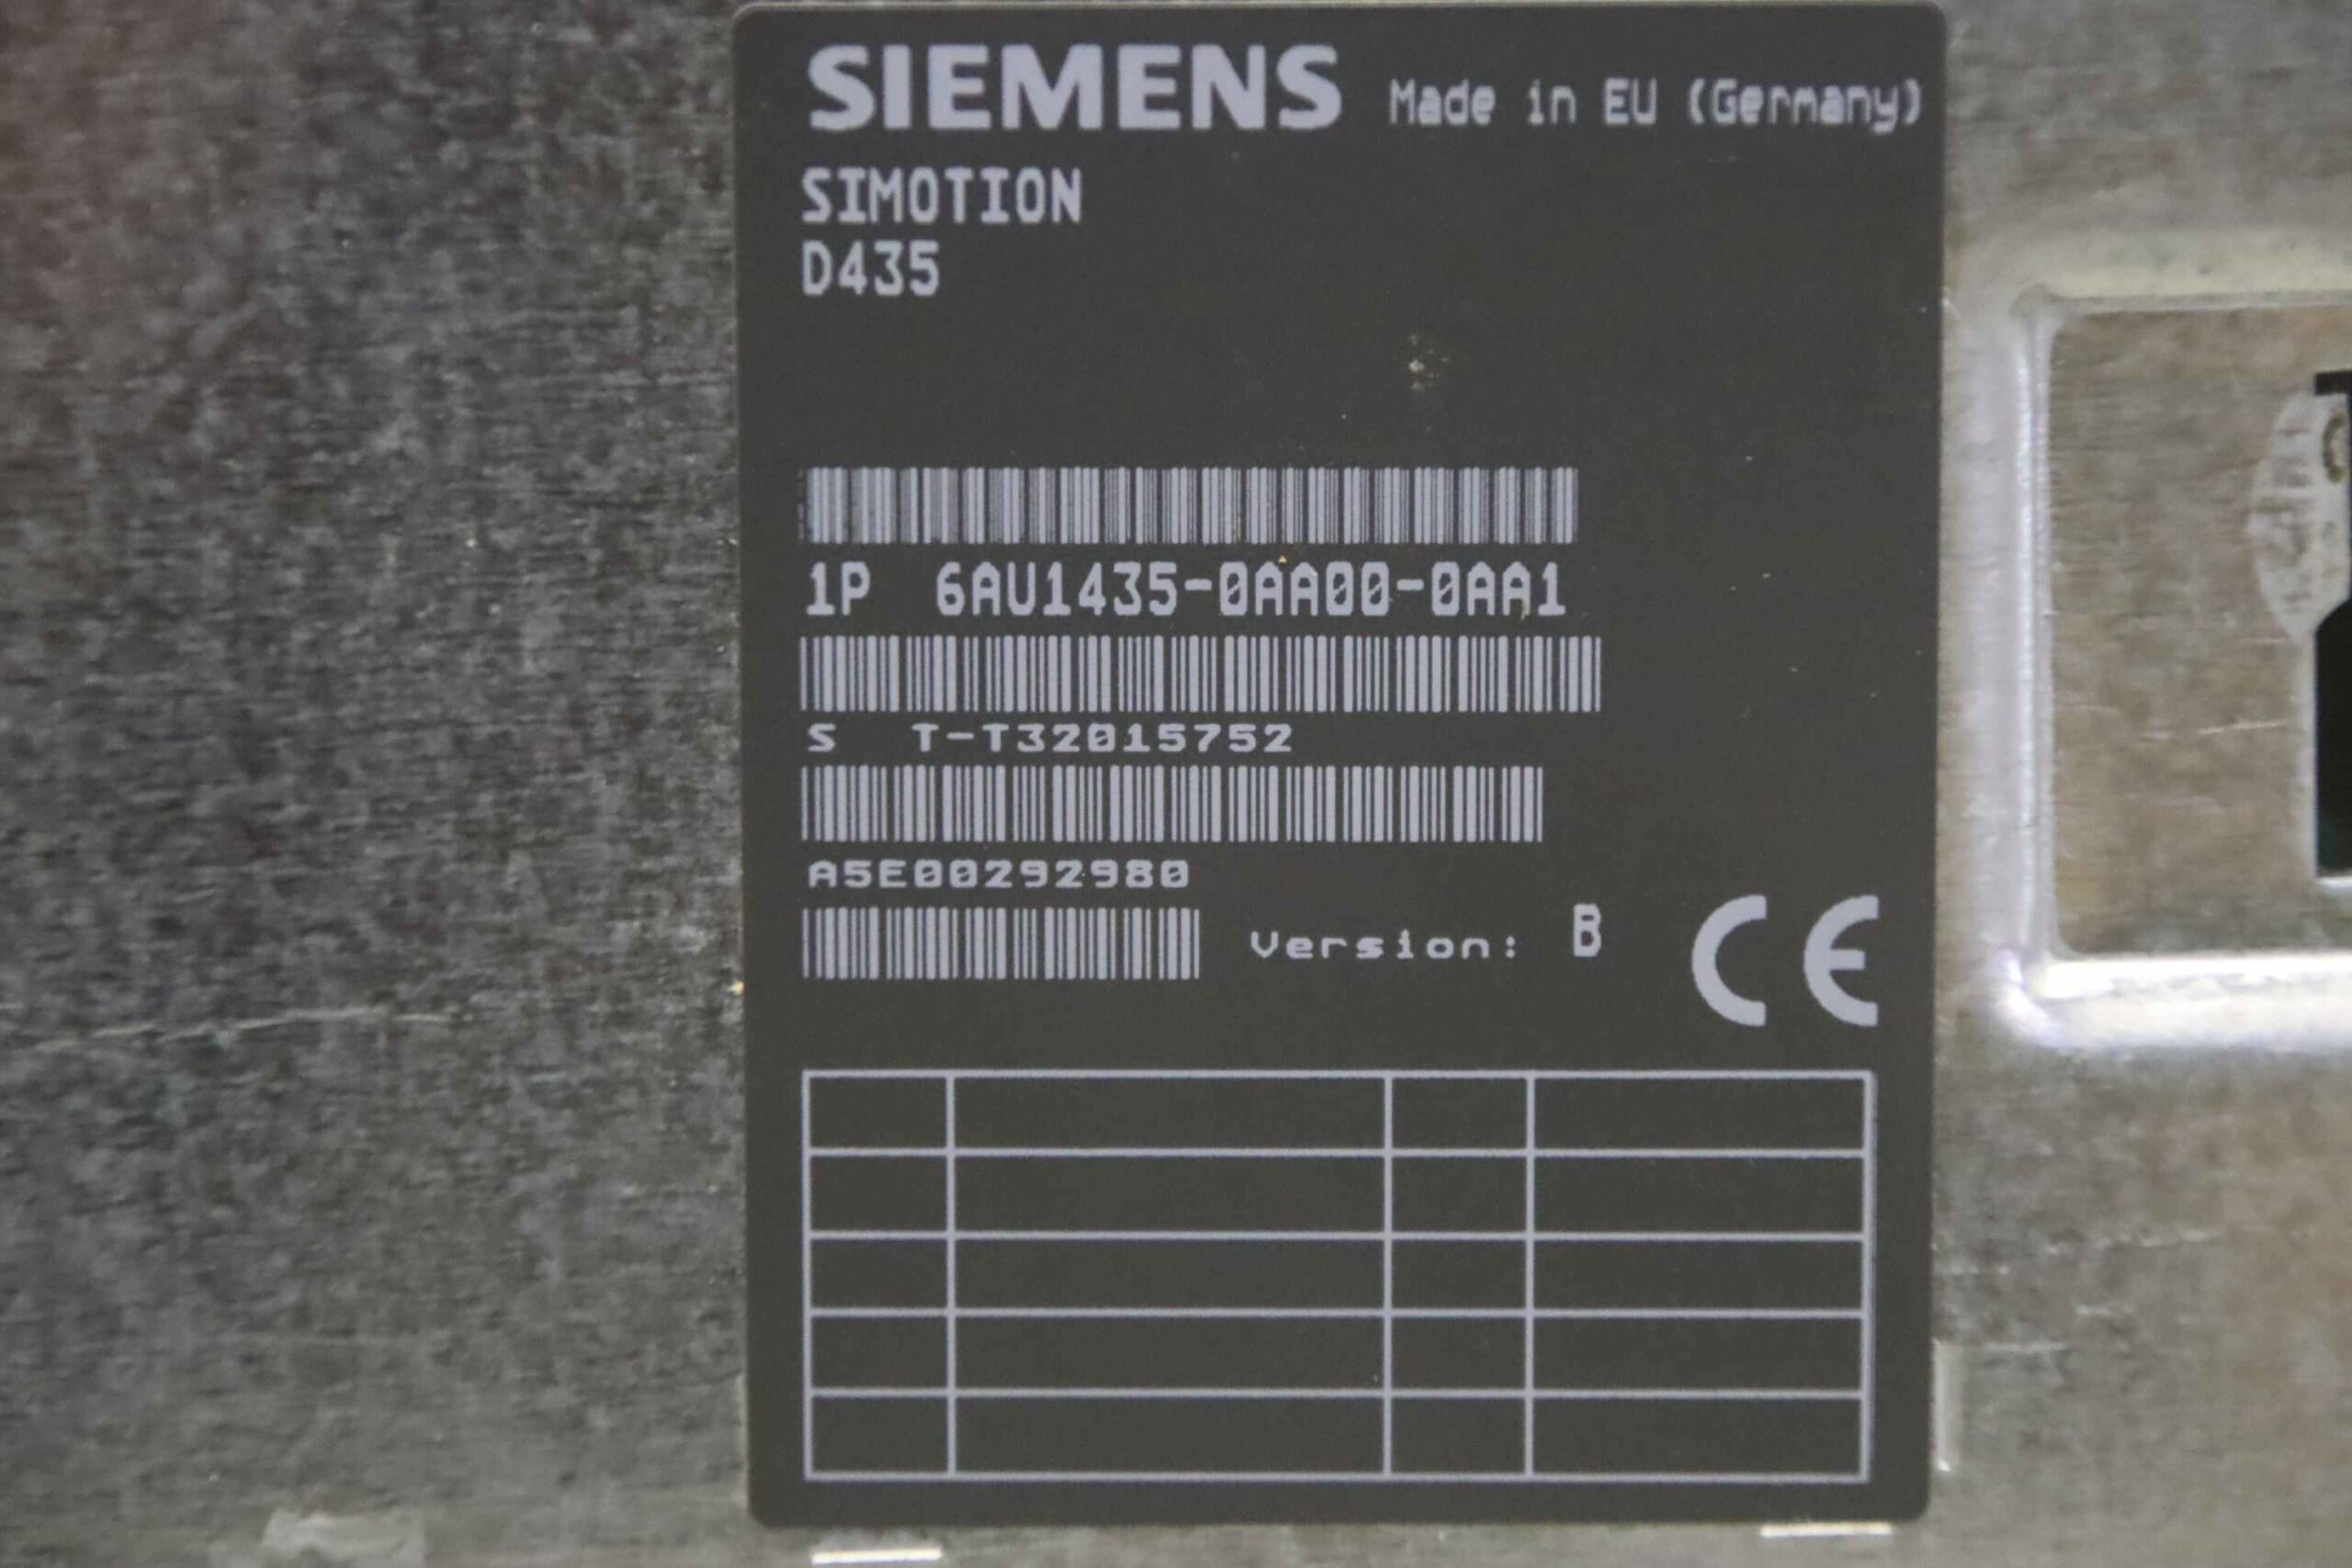 SIEMENS Made in EU (Germany)
SIMOTION
D435
1P 6AU1435-0AA00-0AA1
S T-T32015752
A5E00292980
Version: B CE